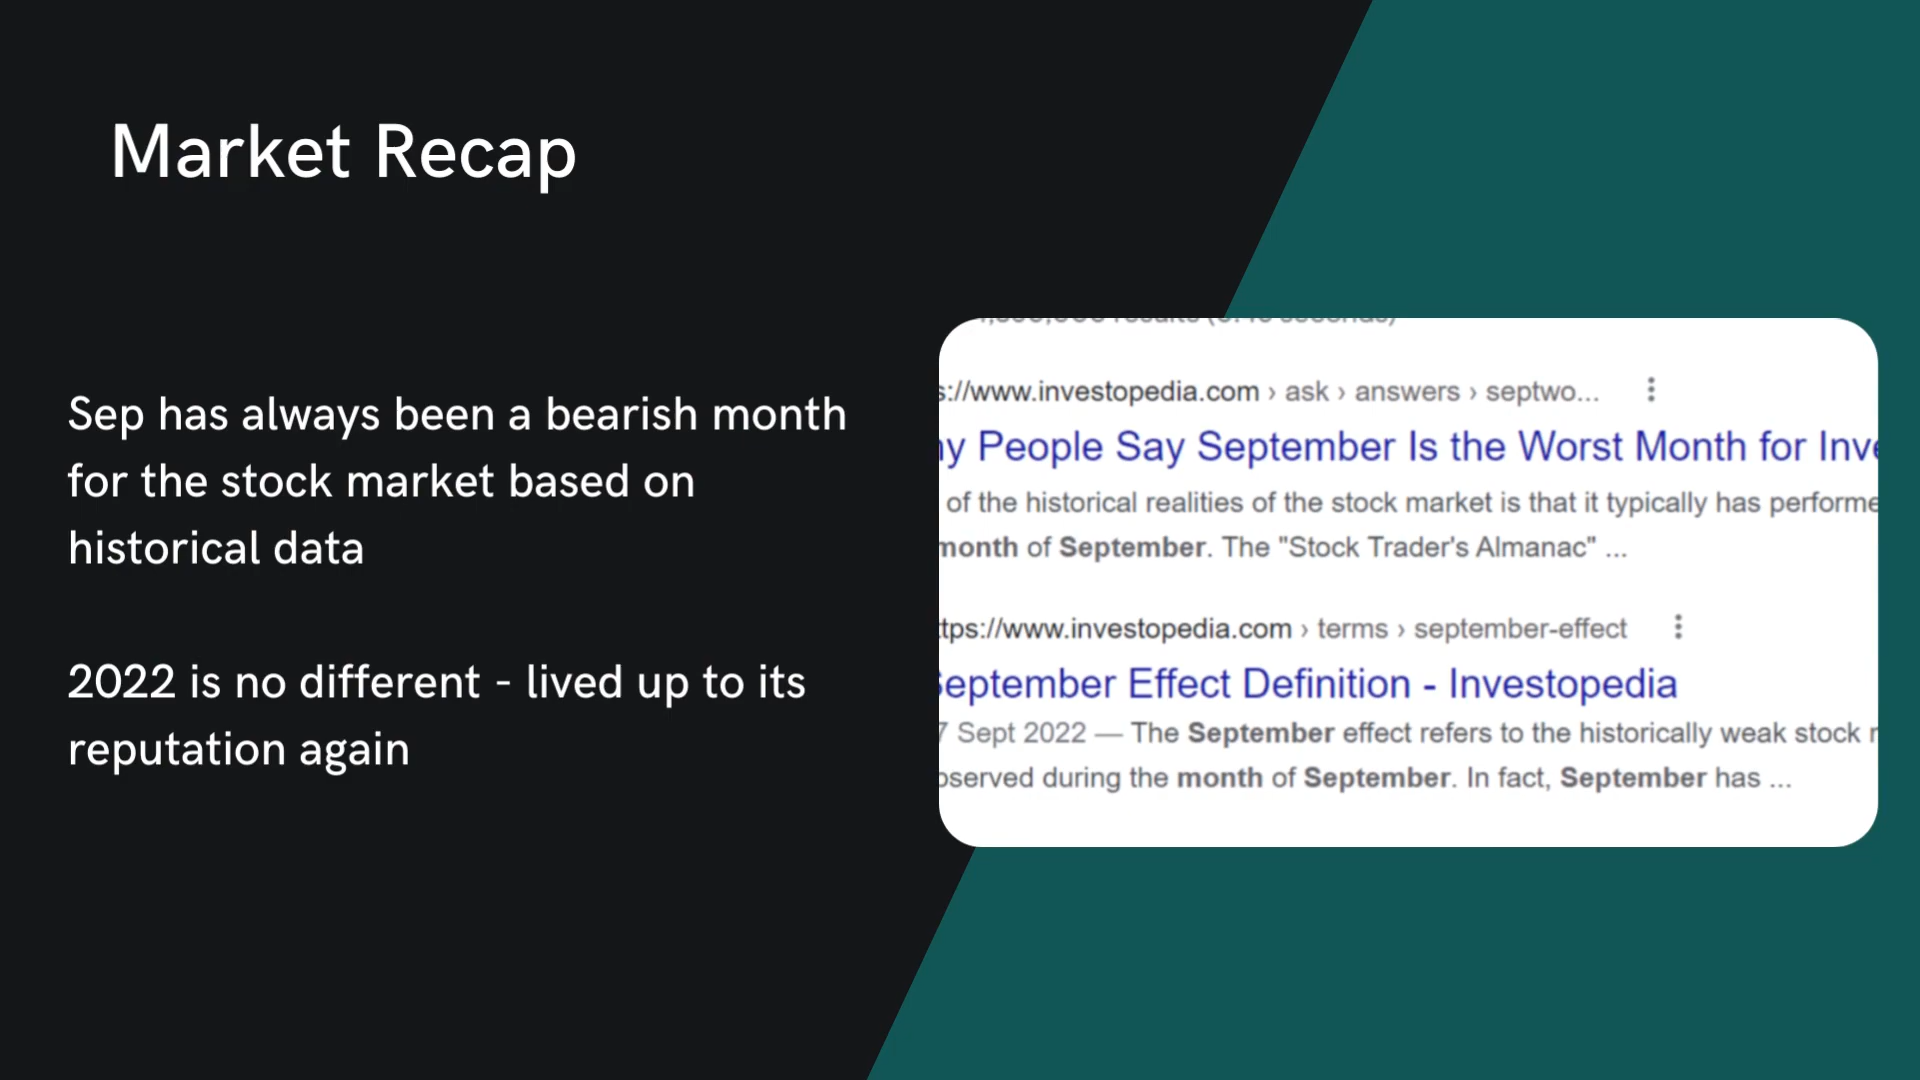 Market Recap
Sep has always been a bearish month
for the stock market based on
historical data
2022 is no different - lived up to its
reputation again
results
s://www.investopedia.com › ask › answers › septwo...
y People Say September Is the Worst Month for Inve
of the historical realities of the stock market is that it typically has performe
month of September. The "Stock Trader's Almanac" ...
tps://www.investopedia.com › terms › september-effect
September Effect Definition - Investopedia
7 Sept 2022 — The September effect refers to the historically weak stock
bserved during the month of September. In fact, September has ...